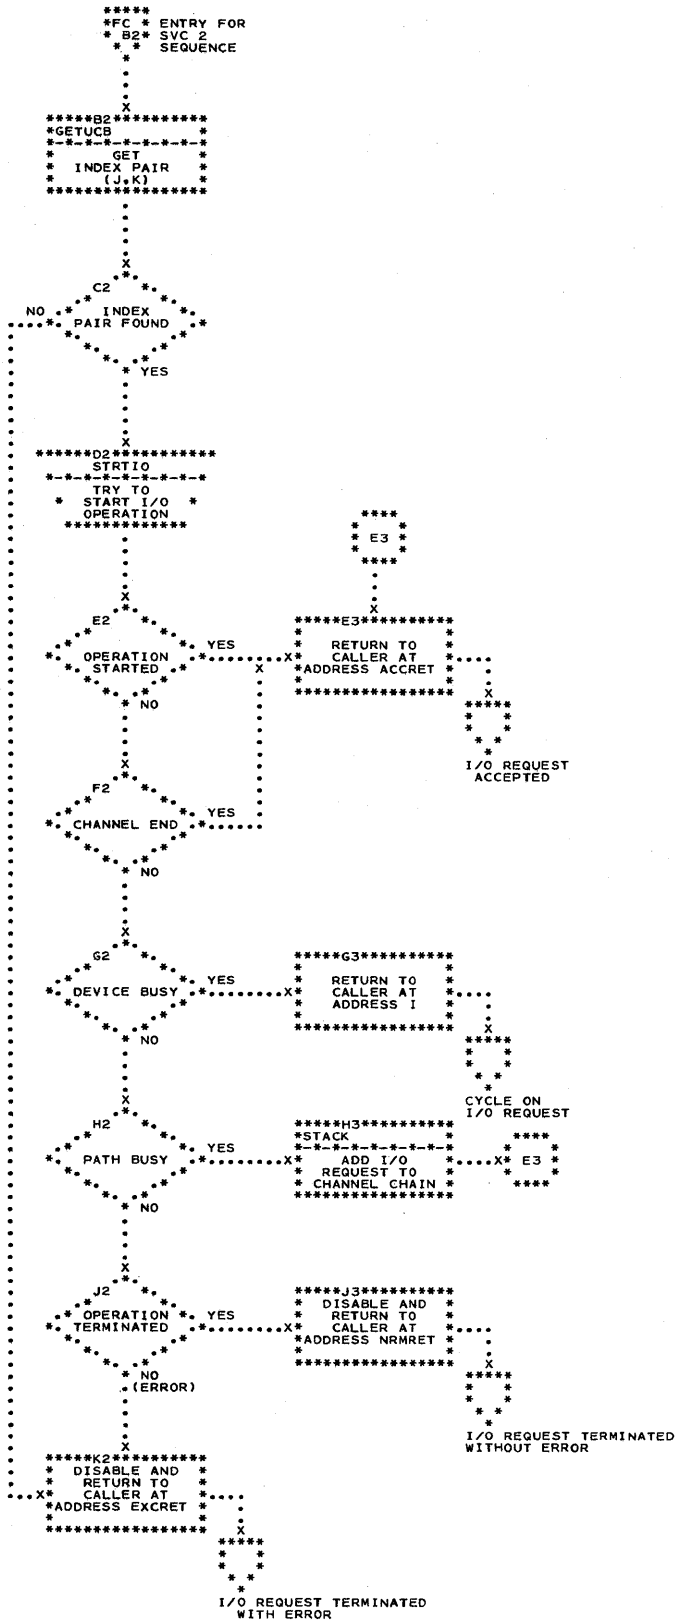 FC ENTRY FOR
B2 SVC 2
SEQUENCE
B2
GETUCB
GET
INDEX PAIR
(J,K)
C2
NO INDEX
PAIR FOUND
YES
D2
STRTIO
TRY TO
START I/O
OPERATION
E3
E2
YES
OPERATION
STARTED
NO
E3
RETURN TO
CALLER AT
ADDRESS ACCRET
I/O REQUEST
ACCEPTED
F2
YES
CHANNEL END
NO
G2
YES
DEVICE BUSY
NO
G3
RETURN TO
CALLER AT
ADDRESS I
CYCLE ON
I/O REQUEST
H2
YES
PATH BUSY
NO
H3
STACK
ADD I/O
REQUEST TO
CHANNEL CHAIN
E3
J2
OPERATION YES
TERMINATED
NO
(ERROR)
J3
DISABLE AND
RETURN TO
CALLER AT
ADDRESS NRMRET
I/O REQUEST TERMINATED
WITHOUT ERROR
K2
DISABLE AND
RETURN TO
CALLER AT
ADDRESS EXCRET
I/O REQUEST TERMINATED
WITH ERROR